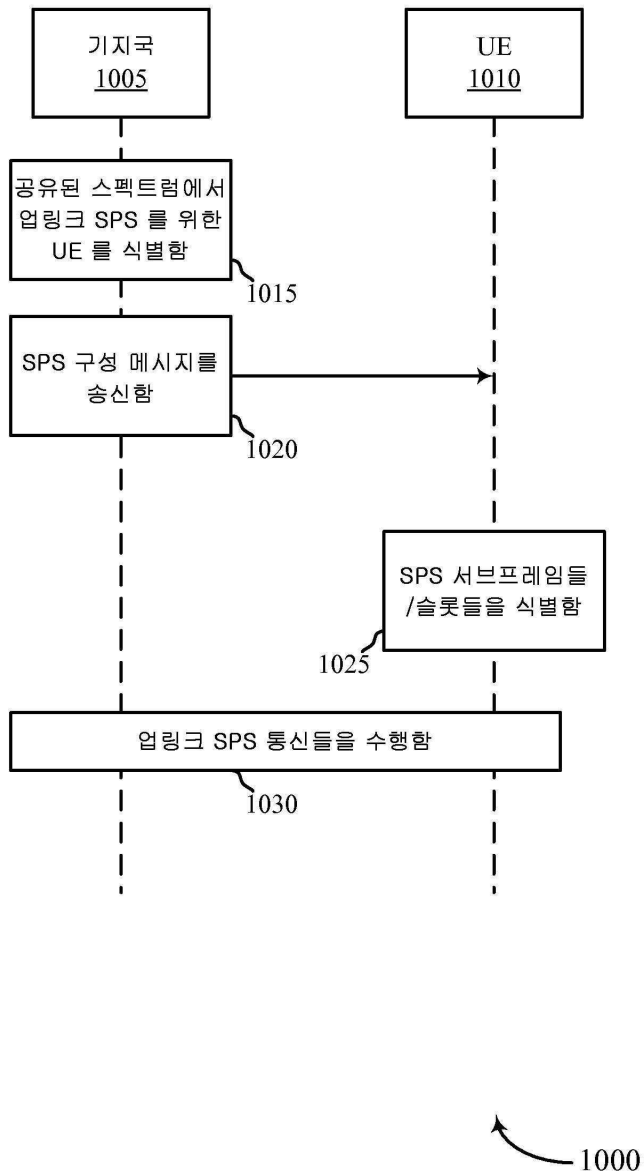 기지국
1005
UE
1010
공유된 스펙트럼에서
업링크 SPS 를 위한
UE 를 식별함
1015
SPS 구성 메시지를
송신함
1020
SPS 서브프레임들
/슬롯들을 식별함
1025
업링크 SPS 통신들을 수행함
1030
1000